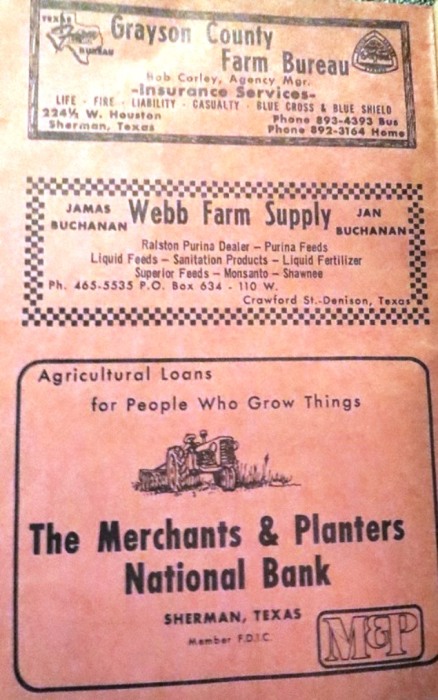 Texas
Farm
BUREAU
Grayson County
Farm Bureau
Bob Corley, Agency Mgr.
-Insurance Services-
LIFE - FIRE - LIABILITY - CASUALTY - BLUE CROSS & BLUE SHIELD
224½ W. Houston
Sherman, Texas
Phone 893-4393 Bus
Phone 892-3164 Home
JAMAS
BUCHANAN
Webb Farm Supply
JAN
BUCHANAN
Ralston Purina Dealer — Purina Feeds
Liquid Feeds — Sanitation Products — Liquid Fertilizer
Superior Feeds — Monsanto — Shawnee
Ph. 465-5535 P.O. Box 634 - 110 W.
Crawford St.-Denison, Texas
Agricultural Loans
for People Who Grow Things
The Merchants & Planters
National Bank
SHERMAN, TEXAS
Member F.D.I.C.
M&P